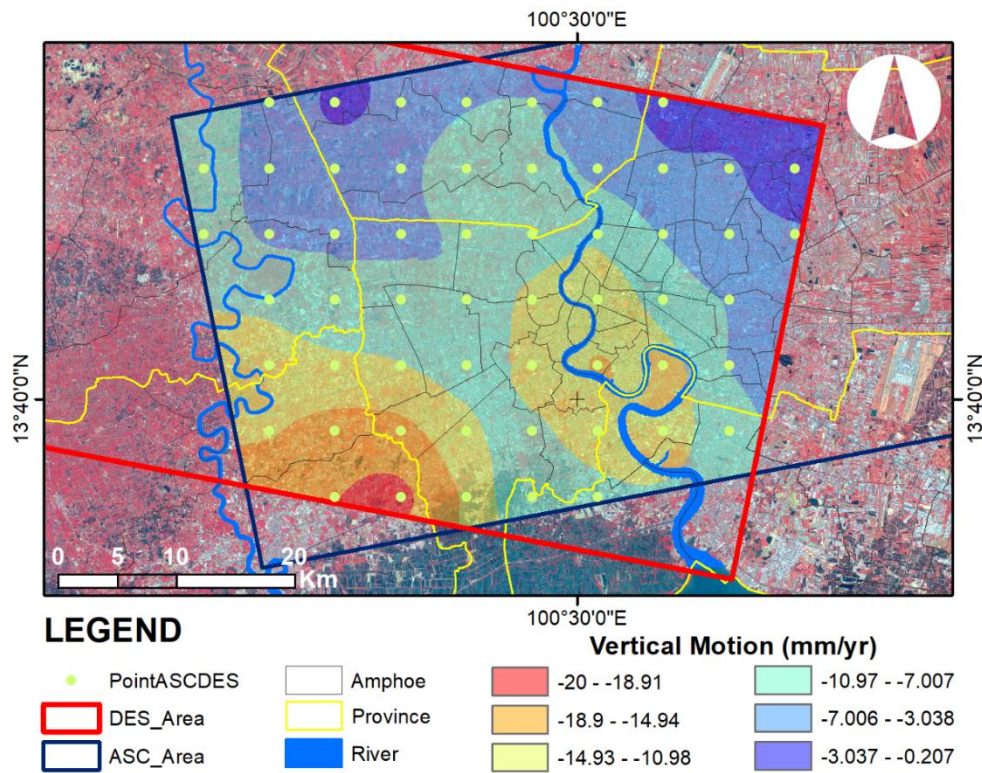 100°30'0"E
13°40'0"N
13°40'0"N
0 5 10 20
Km
100°30'0"E
LEGEND
Vertical Motion (mm/yr)
PointASCDES
Amphoe
-20 - -18.91
-10.97 - -7.007
DES_Area
Province
-18.9 - -14.94
-7.006 - -3.038
ASC_Area
River
-14.93 - -10.98
-3.037 - -0.207